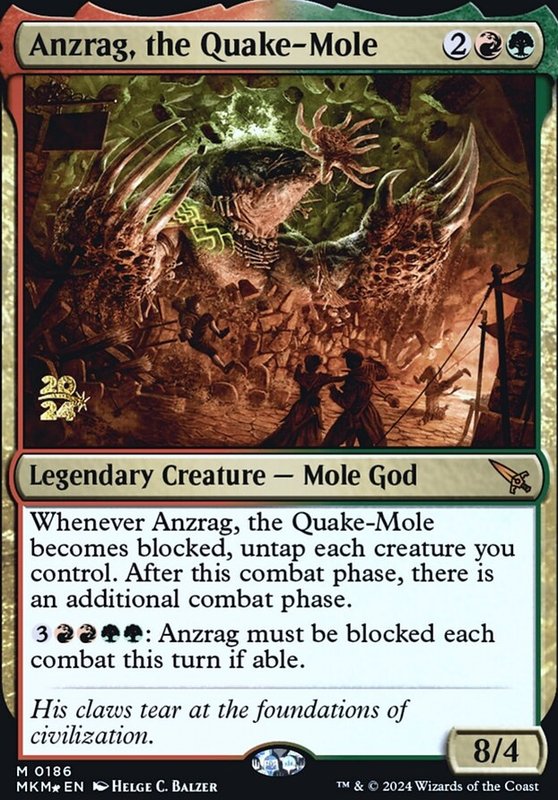 Anzrag, the Quake-Mole 2
2024
Legendary Creature — Mole God
Whenever Anzrag, the Quake-Mole
becomes blocked, untap each creature you
control. After this combat phase, there is
an additional combat phase.
3: Anzrag must be blocked each
combat this turn if able.
His claws tear at the foundations of
civilization.
8/4
M 0186
MKM★EN Helge C. Balzer
™ & © 2024 Wizards of the Coast